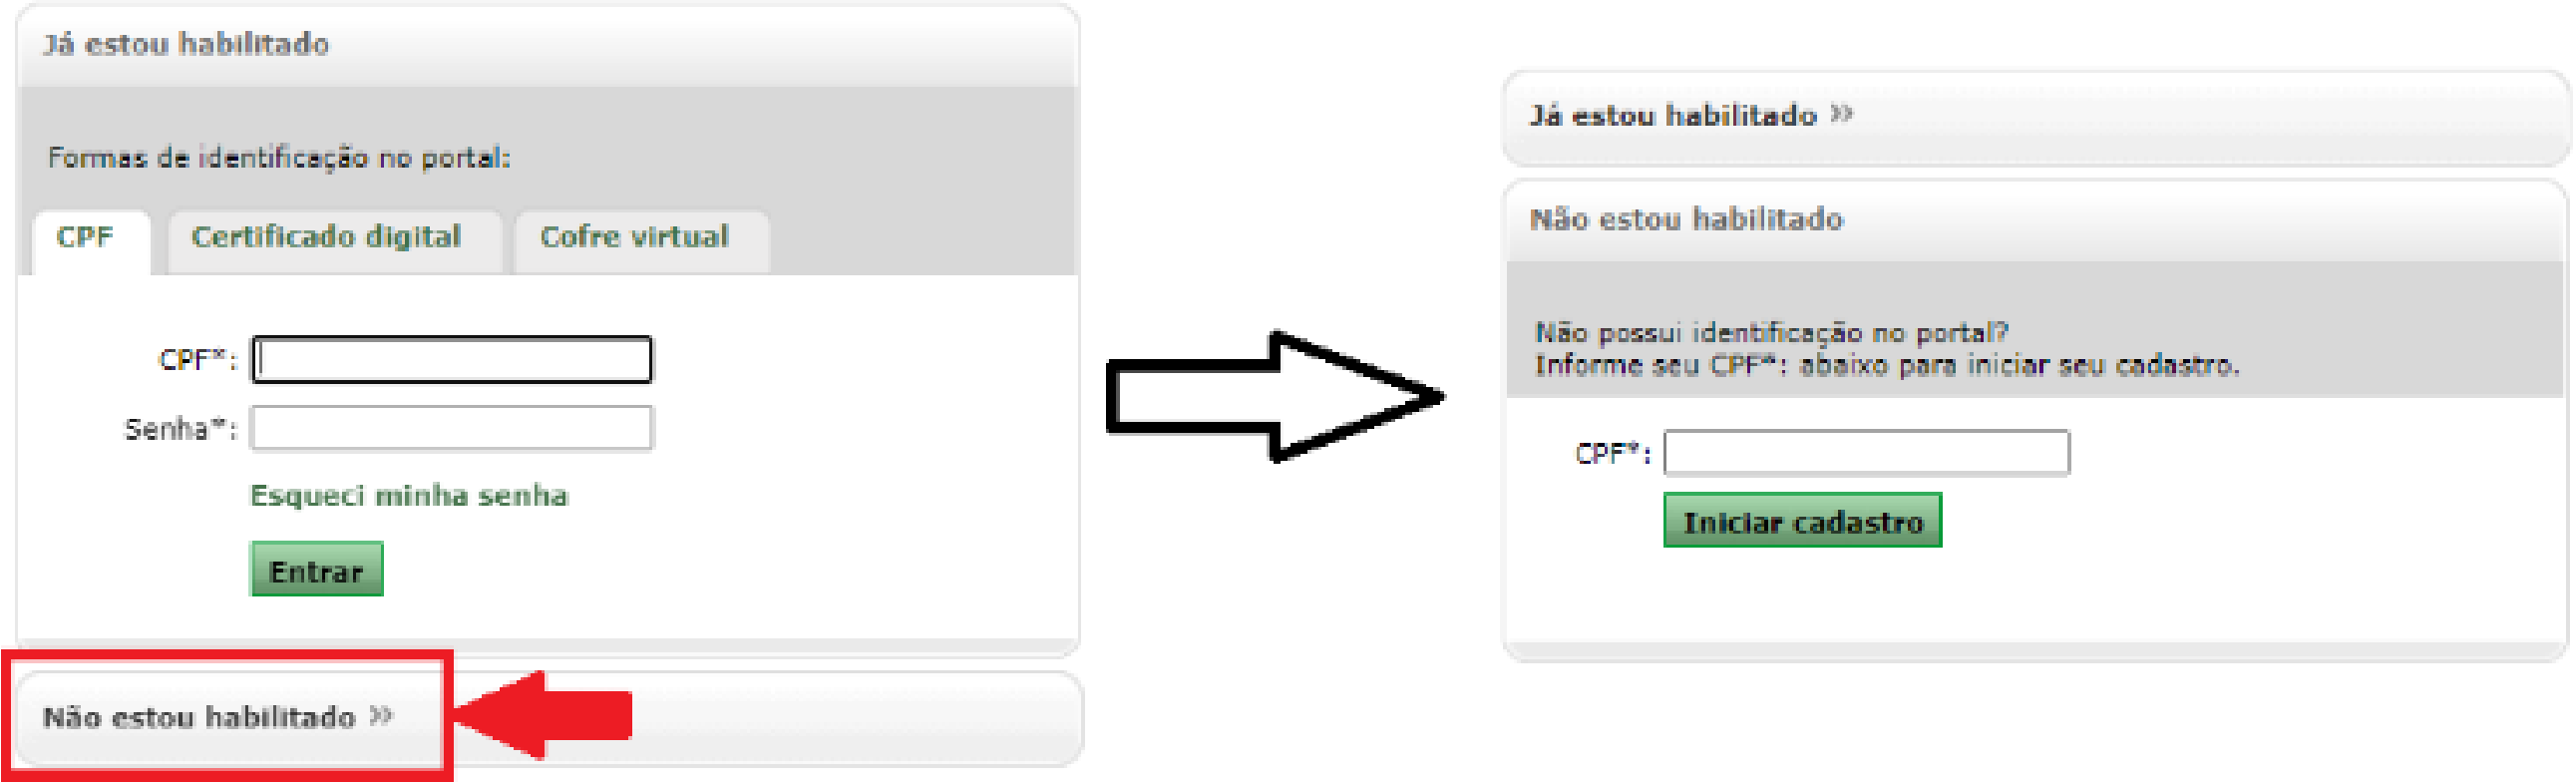 Já estou habilitado
Formas de identificação no portal:
CPF Certificado digital Cofre virtual
CPF*:
Senha*:
Esqueci minha senha
Entrar
Não estou habilitado »
Já estou habilitado »
Não estou habilitado
Não possui identificação no portal?
Informe seu CPF*: abaixo para iniciar seu cadastro.
CPF*:
Iniciar cadastro